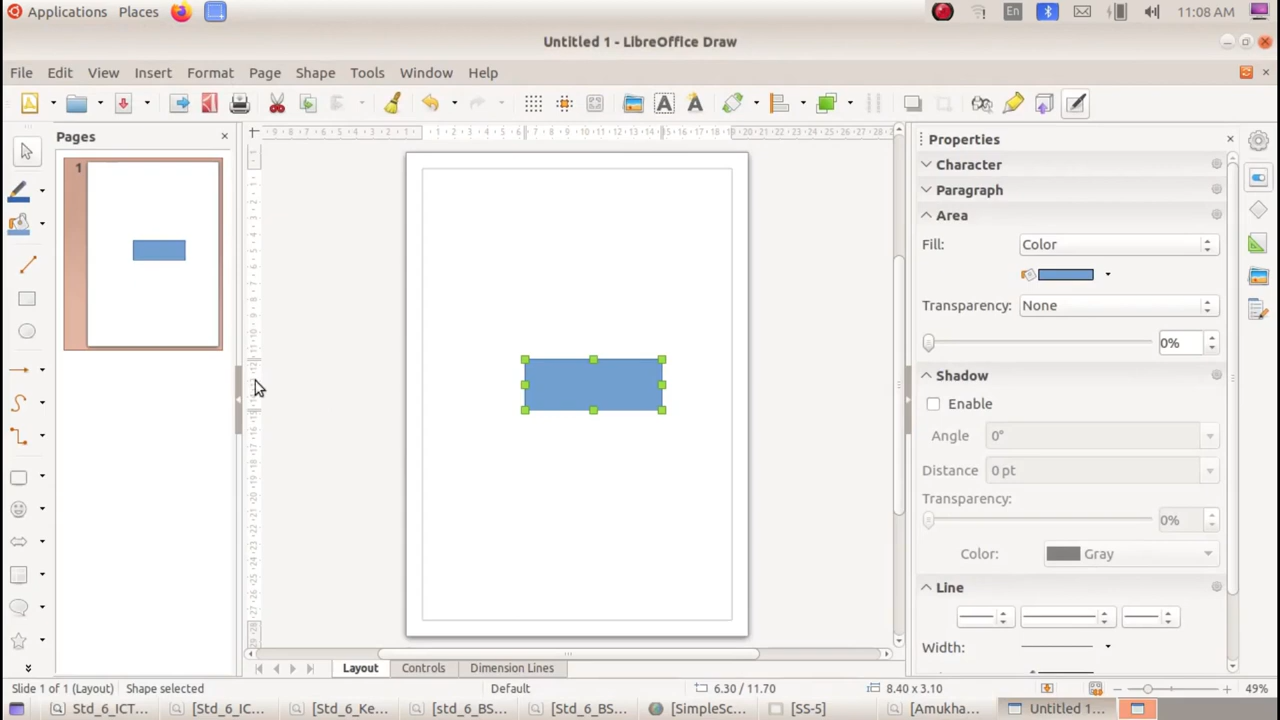 Applications Places En 11:08 AM
Untitled 1 - LibreOffice Draw
File Edit View Insert Format Page Shape Tools Window Help
Pages
1
Properties
Character
Paragraph
Area
Fill: Color
Transparency: None
0%
Shadow
Enable
Angle 0°
Distance 0 pt
Transparency:
0%
Color: Gray
Line
Width:
Layout Controls Dimension Lines
Slide 1 of 1 (Layout) Shape selected Default 6.30 / 11.70 8.40 x 3.10 49%
Std_6_ICT... [Std_6_IC... [Std_6_Ke... [Std_6_BS... [Std_6_BS... [SimpleSc... [SS-5] [Amukha... Untitled 1...